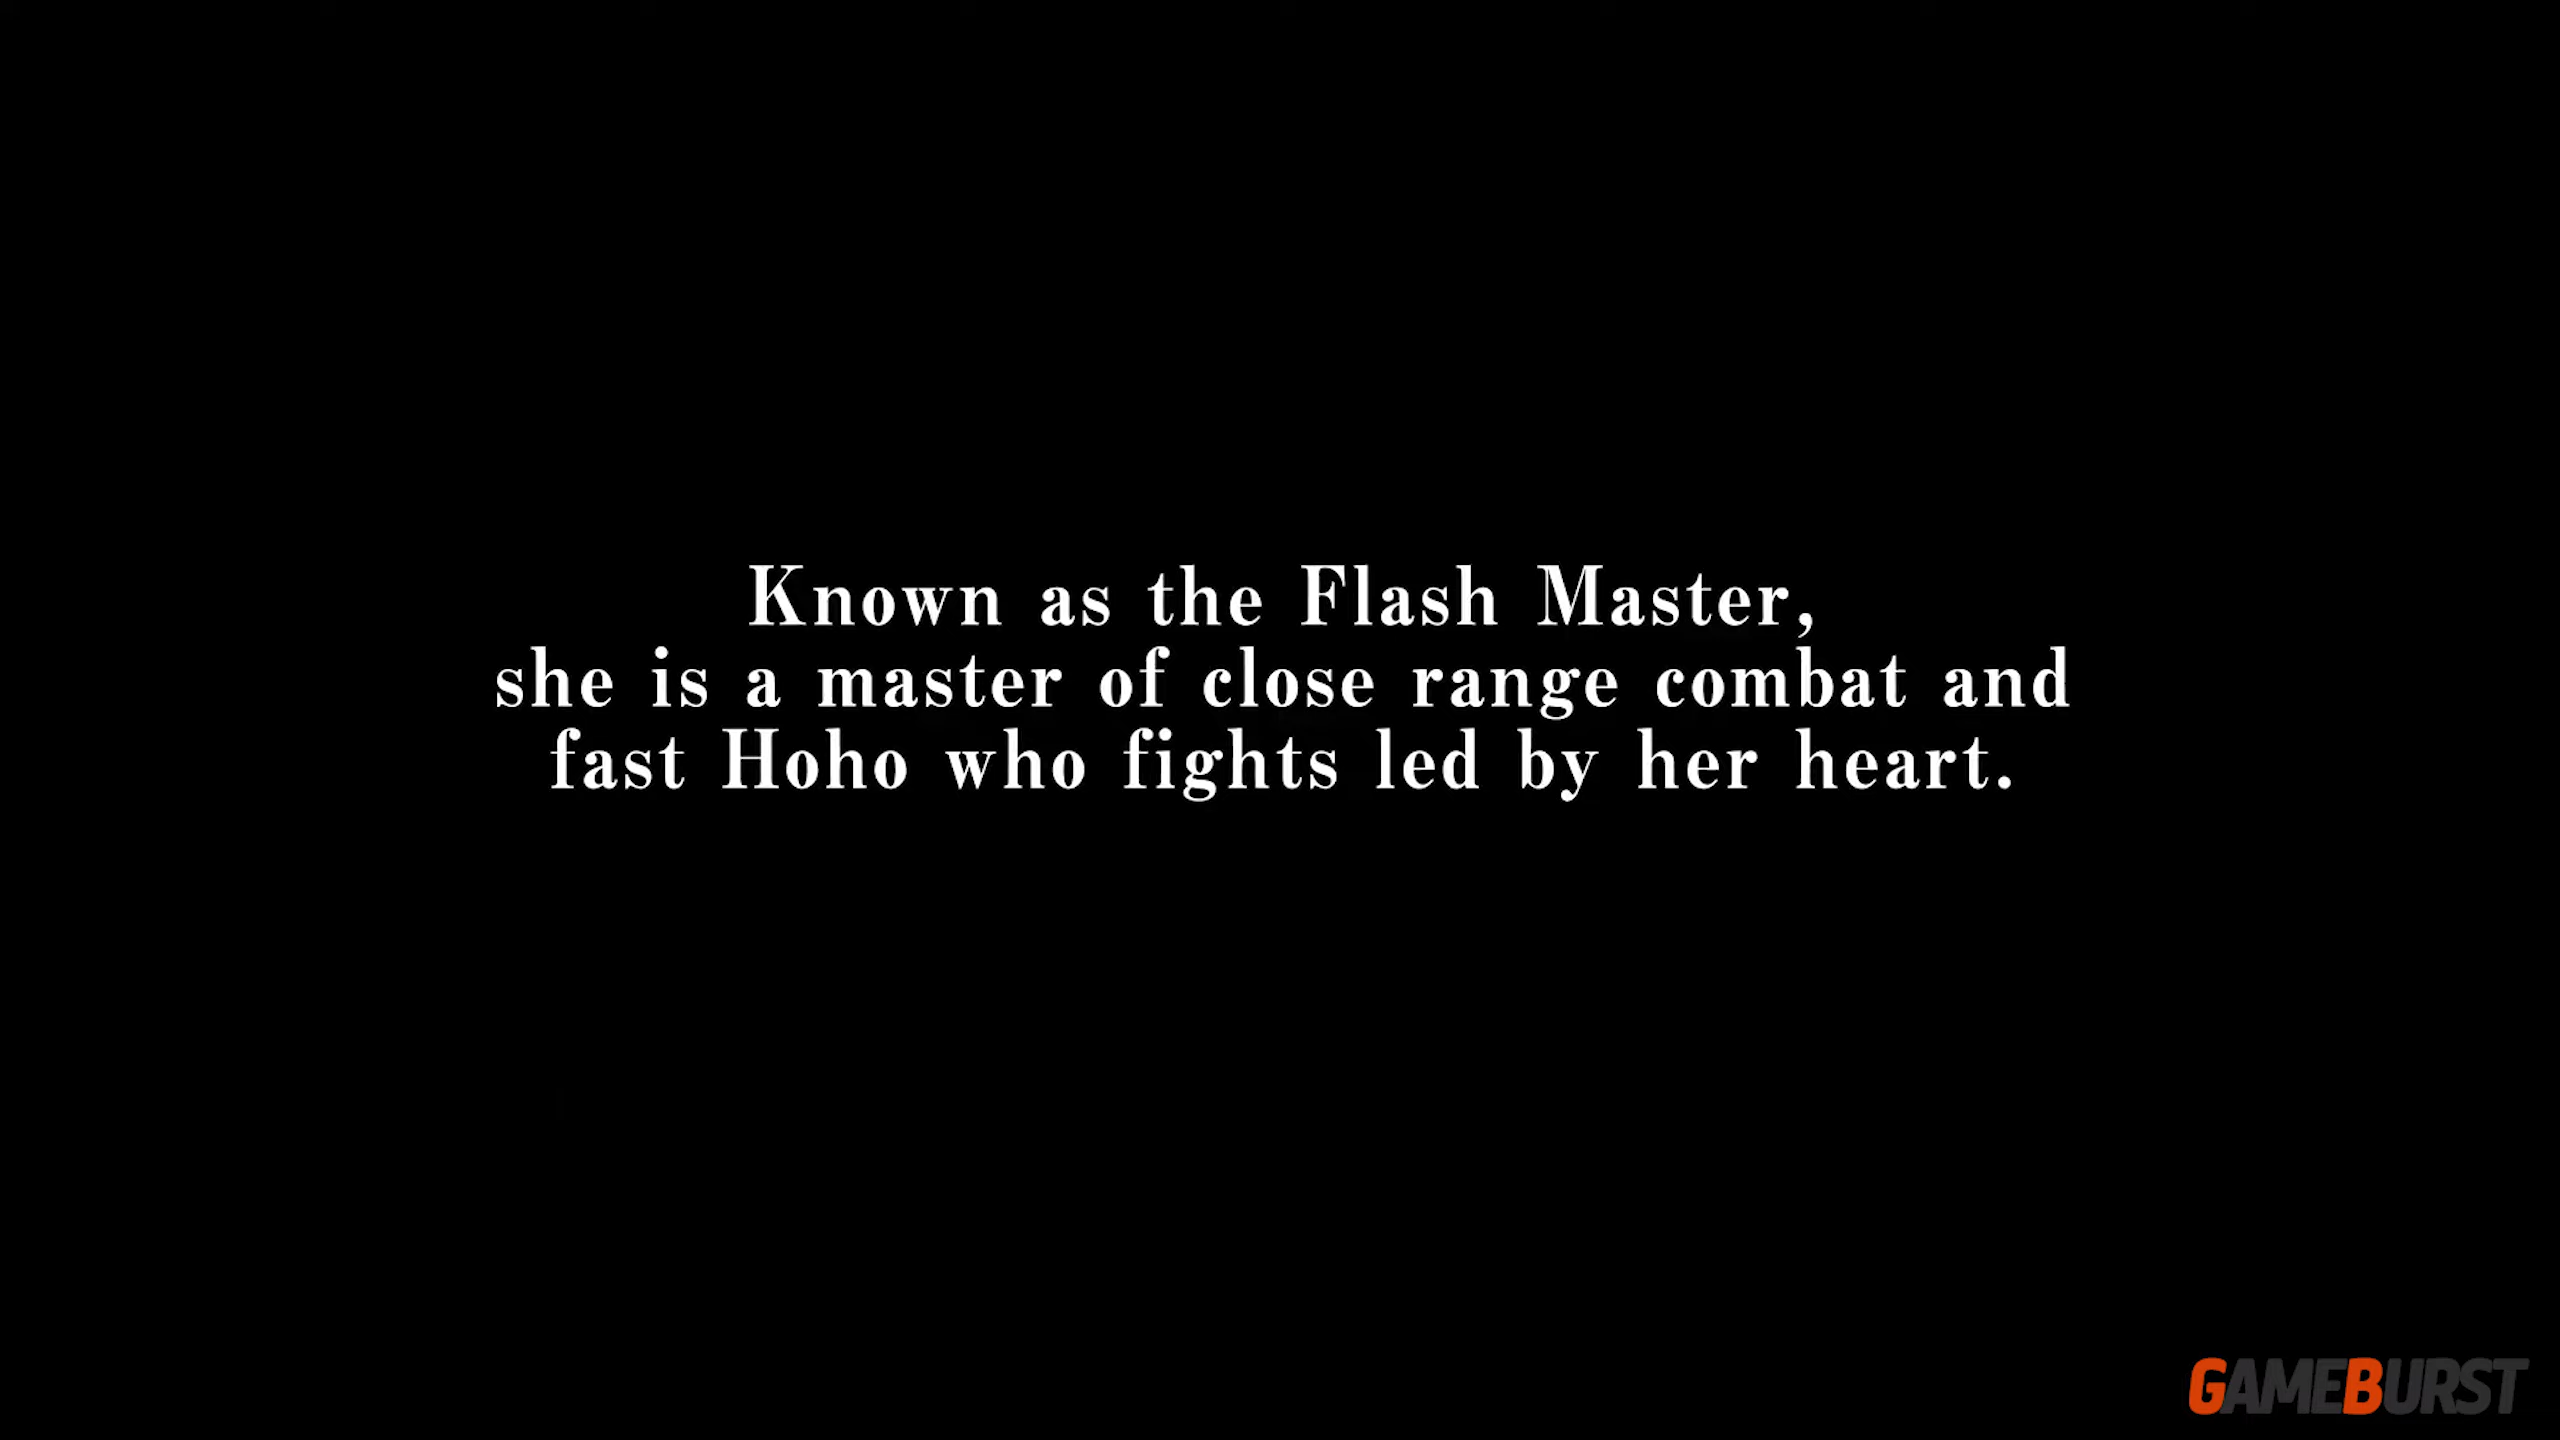 Known as the Flash Master,
she is a master of close range combat and
fast Hoho who fights led by her heart.
GAMEBURST